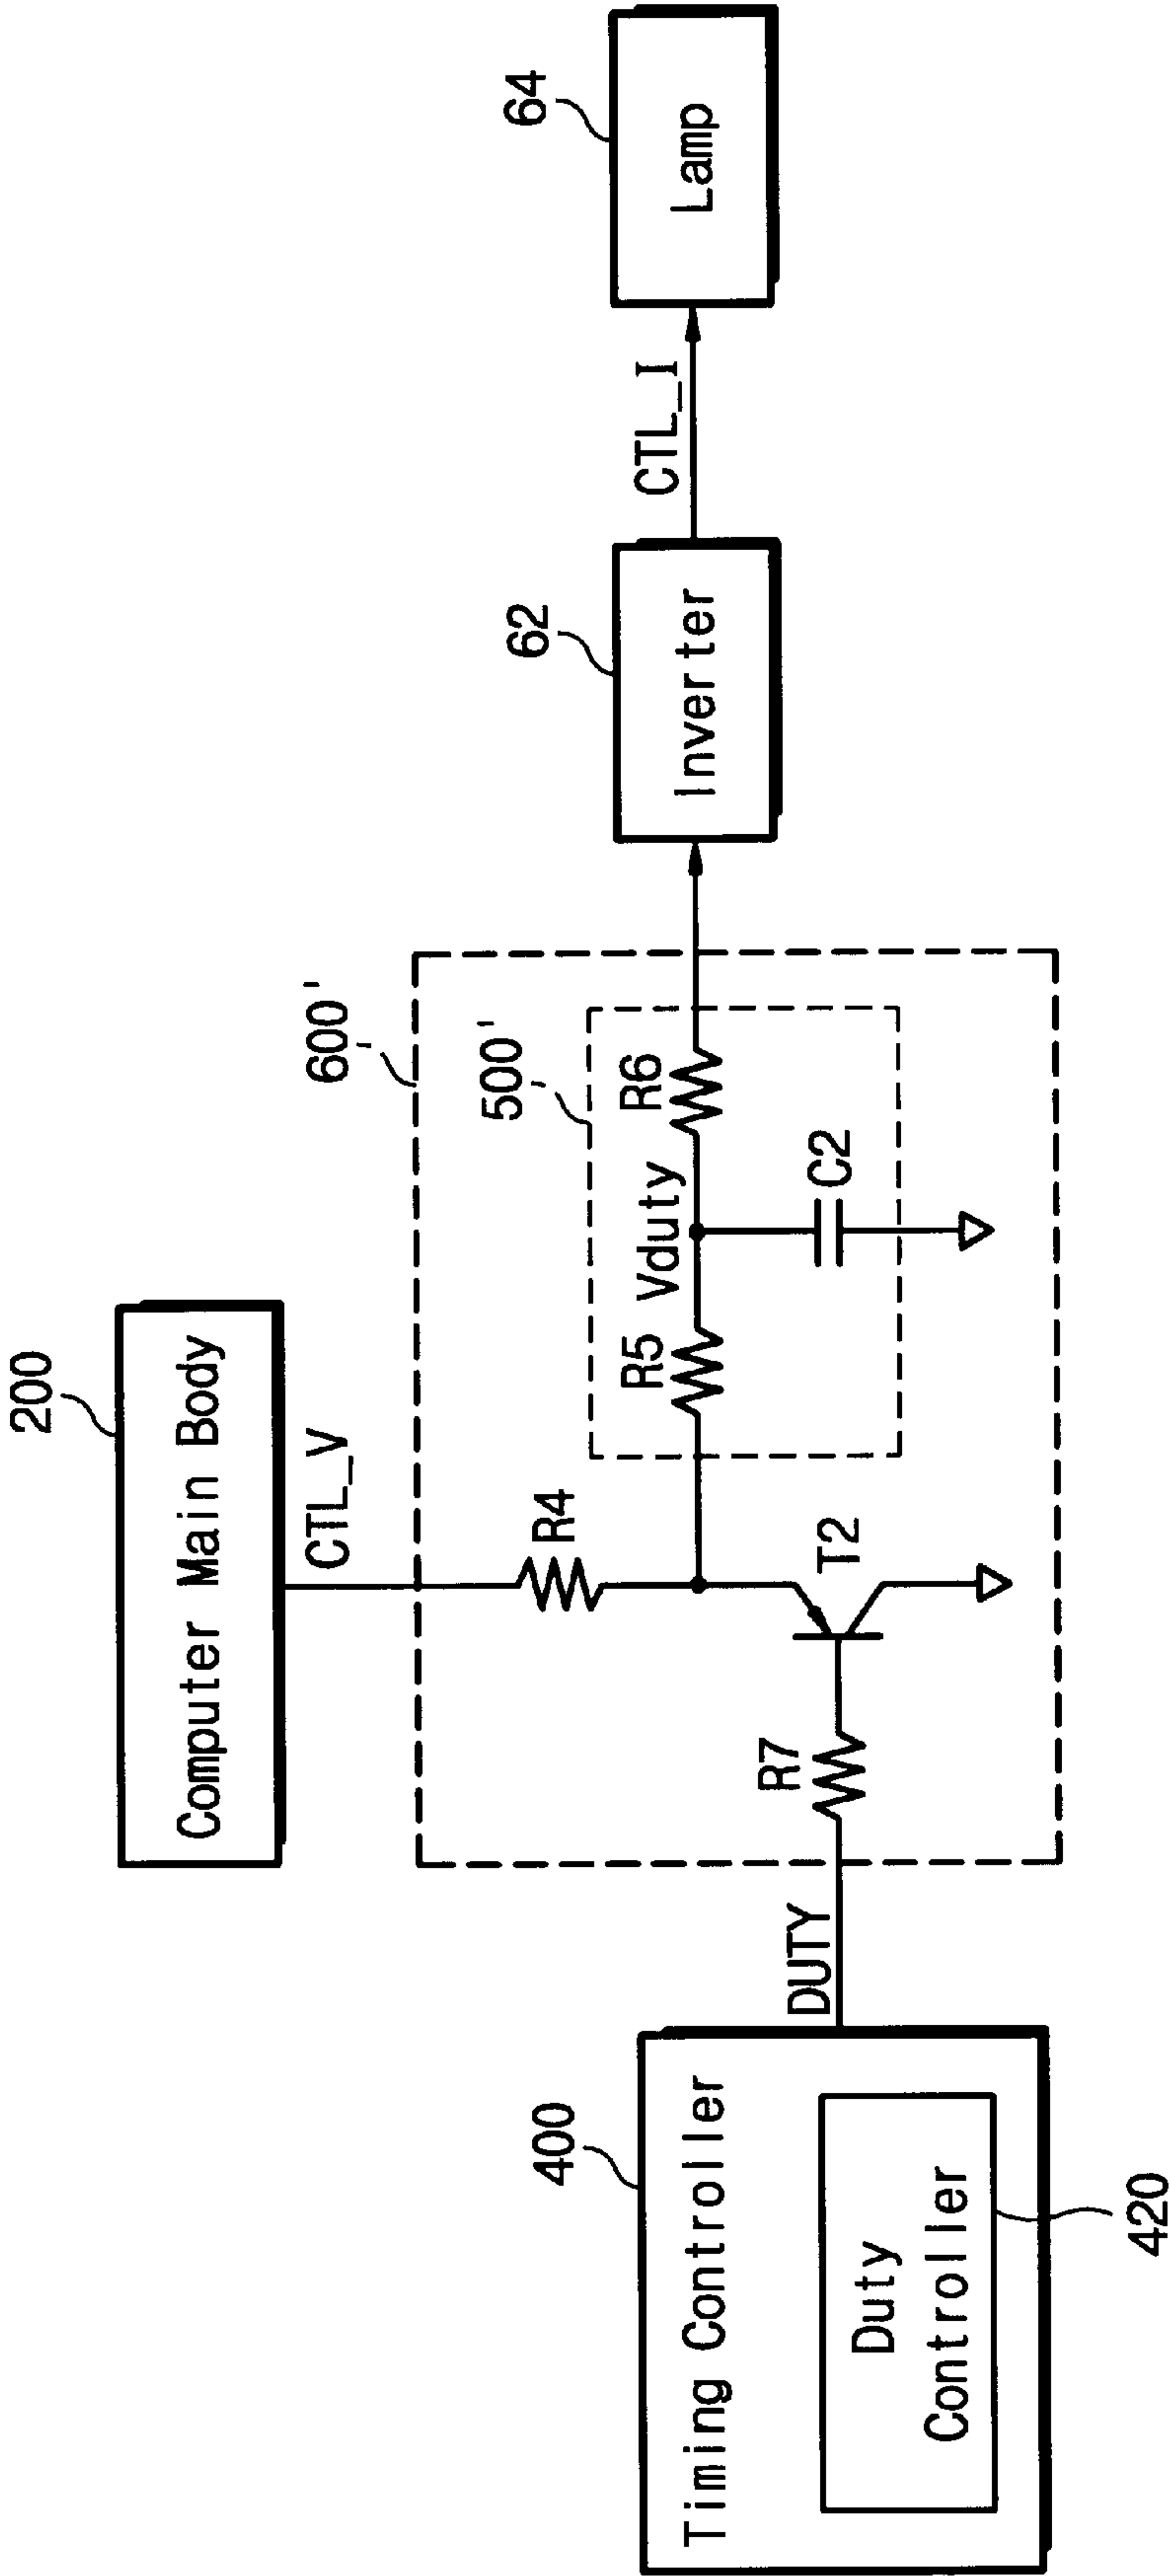 200
Computer Main Body
CTL_V
600'
500'
R4
R5
Vduty
R6
C2
T2
R7
DUTY
400
Timing Controller
Duty
Controller
420
62
Inverter
CTL_I
64
Lamp